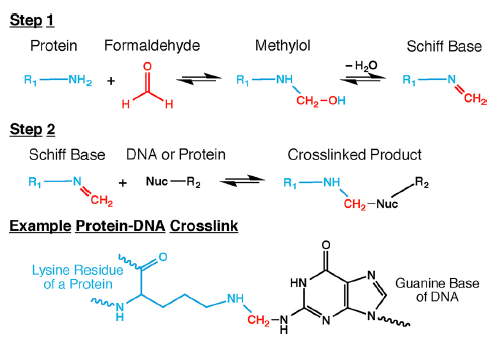 Step 1
Protein Formaldehyde Methylol Schiff Base
R1 NH2 + O H H NH R1 CH2 OH –H2O R1 N CH2
Step 2
Schiff Base DNA or Protein Crosslinked Product
R1 N CH2 + Nuc R2 R1 NH CH2 Nuc R2
Example Protein-DNA Crosslink
Lysine Residue
of a Protein
O N H NH CH2 N H O HN N N N N
Guanine Base
of DNA